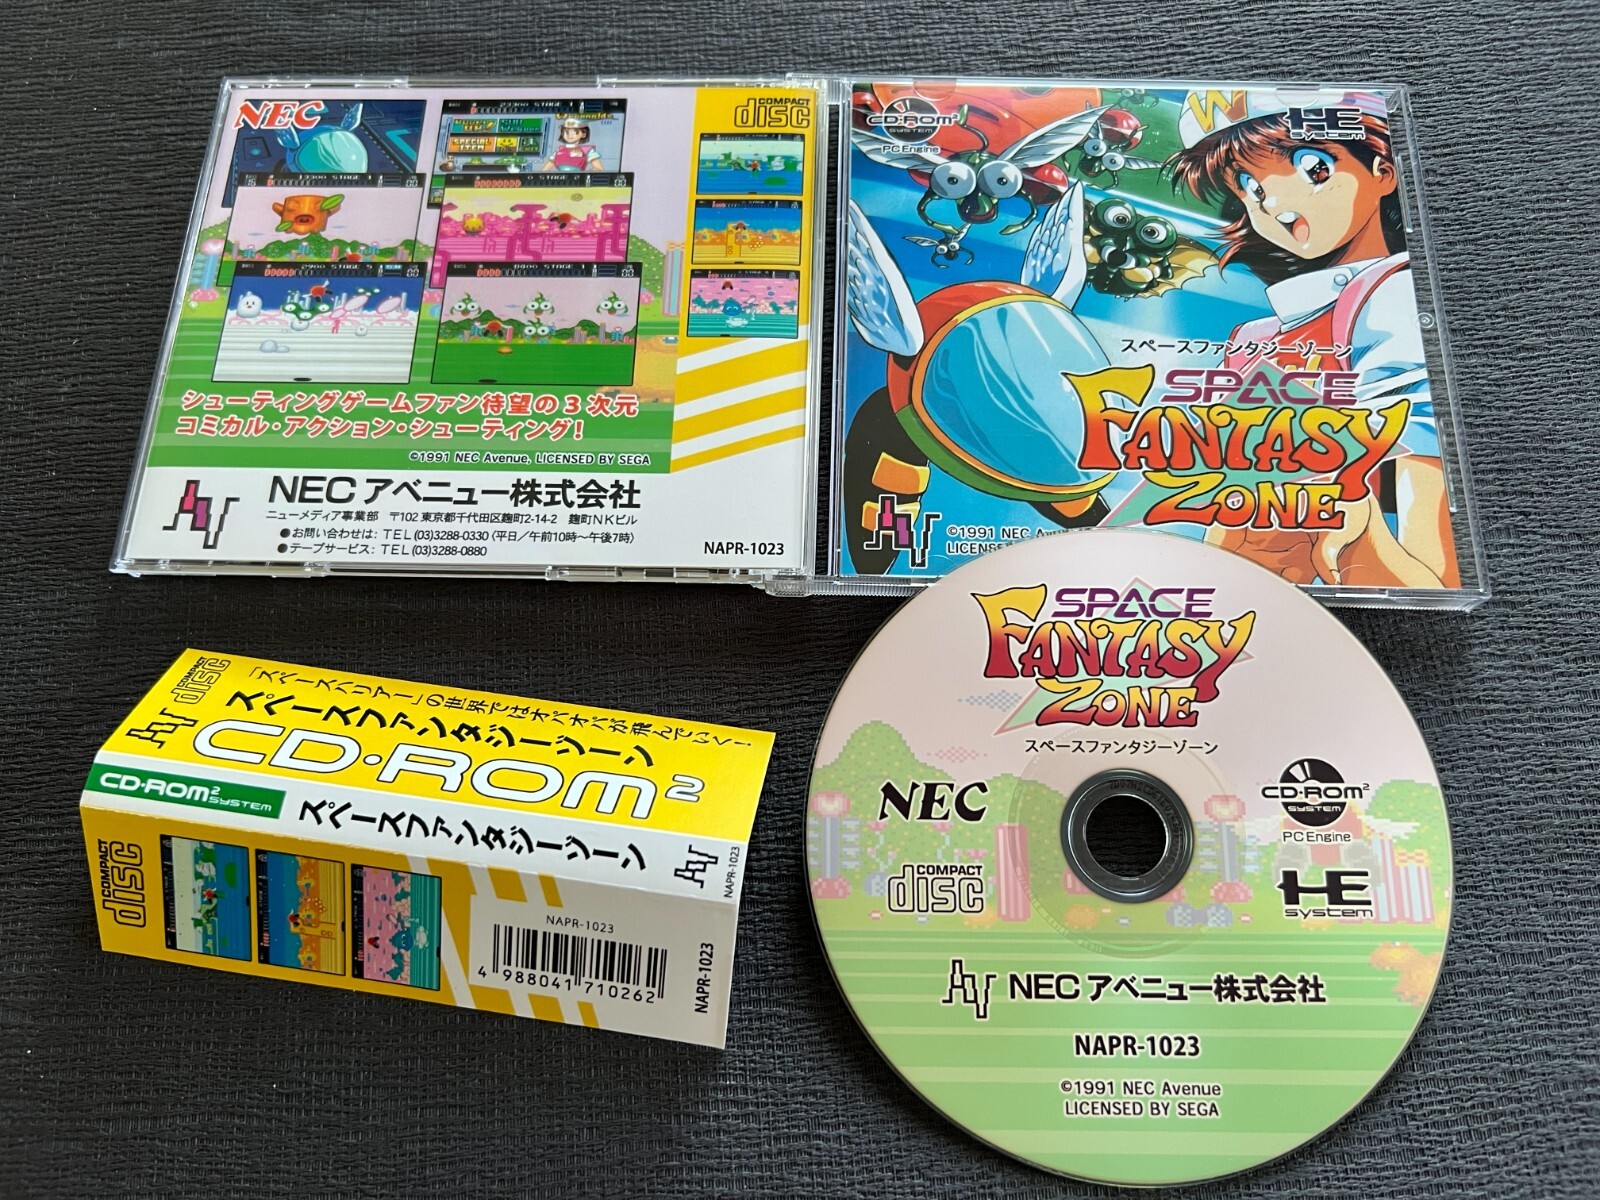 NEC
COMPACT
disc
シューティングゲームファン待望の3次元
コミカル・アクション・シューティング!
©1991 NEC Avenue, LICENSED BY SEGA
NEC アベニュー株式会社
ニューメディア事業部 〒102 東京都千代田区麹町2-14-2 麹町NKビル
●お問い合わせは: TEL(03)3288-0330〈平日/午前10時〜午後7時〉
●テープサービス: TEL(03)3288-0880
NAPR-1023
CD-ROM²
SYSTEM
PC Engine
HE
system
W
スペースファンタジーゾーン
SPACE
FANTASY
ZONE
©1991 NEC
LICENSE
COMPACT
disc
「スペースハリアー」の世界ではオパオパが飛んでいく!
スペースファンタジーゾーン
CD・ROM²
CD・ROM²
SYSTEM
スペースファンタジーゾーン
NAPR-1023
COMPACT
disc
NAPR-1023
4 988041 710262
NAPR-1023
SPACE
FANTASY
ZONE
スペースファンタジーゾーン
NEC
CD-ROM²
SYSTEM
PC Engine
COMPACT
disc
HE
system
NEC アベニュー株式会社
NAPR-1023
©1991 NEC Avenue
LICENSED BY SEGA